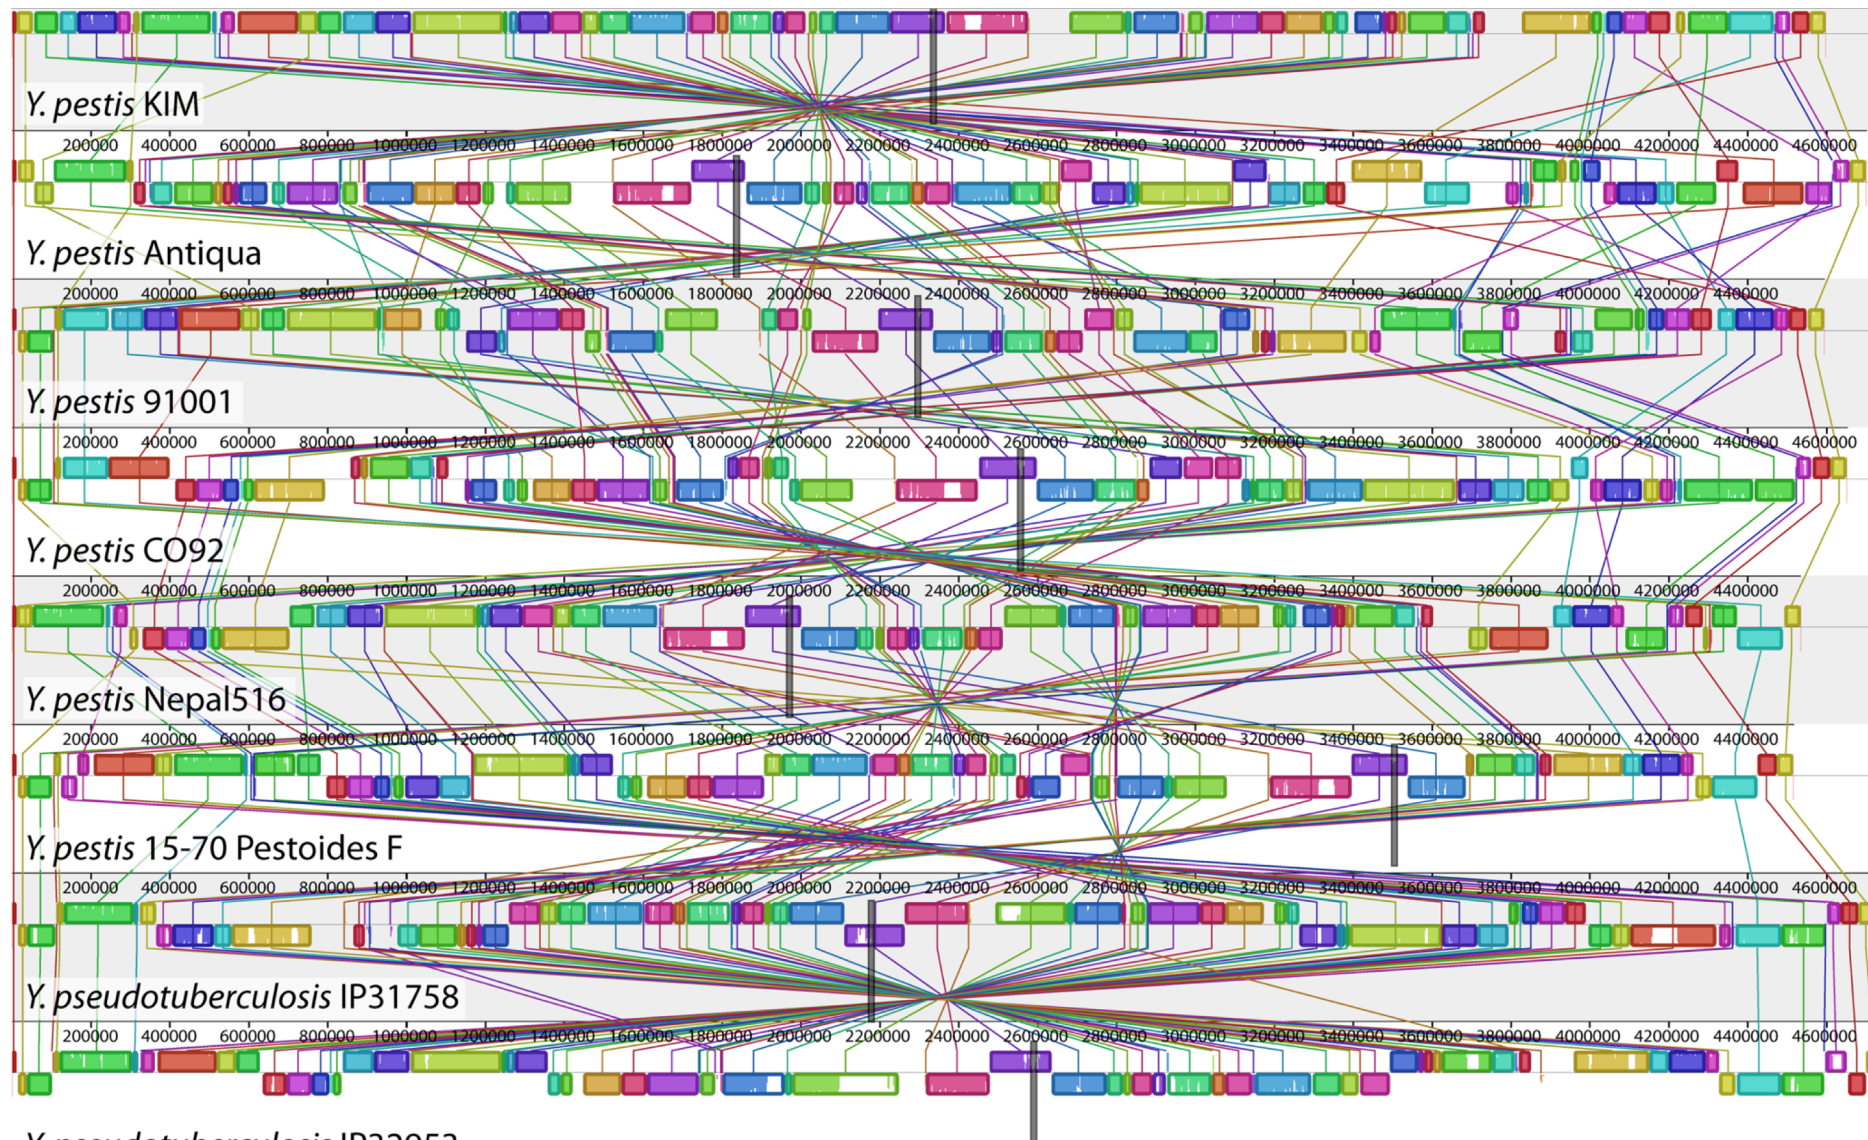 Y. pestis KIM
200000 400000 600000 800000 1000000 1200000 1400000 1600000 1800000 2000000 2200000 2400000 2600000 2800000 3000000 3200000 3400000 3600000 3800000 4000000 4200000 4400000 4600000
Y. pestis Antiqua
200000 400000 600000 800000 1000000 1200000 1400000 1600000 1800000 2000000 2200000 2400000 2600000 2800000 3000000 3200000 3400000 3600000 3800000 4000000 4200000 4400000
Y. pestis 91001
200000 400000 600000 800000 1000000 1200000 1400000 1600000 1800000 2000000 2200000 2400000 2600000 2800000 3000000 3200000 3400000 3600000 3800000 4000000 4200000 4400000 4600000
Y. pestis CO92
200000 400000 600000 800000 1000000 1200000 1400000 1600000 1800000 2000000 2200000 2400000 2600000 2800000 3000000 3200000 3400000 3600000 3800000 4000000 4200000 4400000
Y. pestis Nepal516
200000 400000 600000 800000 1000000 1200000 1400000 1600000 1800000 2000000 2200000 2400000 2600000 2800000 3000000 3200000 3400000 3600000 3800000 4000000 4200000 4400000
Y. pestis 15-70 Pestoides F
200000 400000 600000 800000 1000000 1200000 1400000 1600000 1800000 2000000 2200000 2400000 2600000 2800000 3000000 3200000 3400000 3600000 3800000 4000000 4200000 4400000 4600000
Y. pseudotuberculosis IP31758
200000 400000 600000 800000 1000000 1200000 1400000 1600000 1800000 2000000 2200000 2400000 2600000 2800000 3000000 3200000 3400000 3600000 3800000 4000000 4200000 4400000 4600000
Y. pseudotuberculosis IP32953